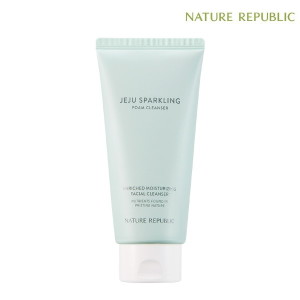 NATURE REPUBLIC
JEJU SPARKLING
FOAM CLEANSER
ENRICHED MOISTURIZING
FACIAL CLEANSER
NATURE REPUBLIC